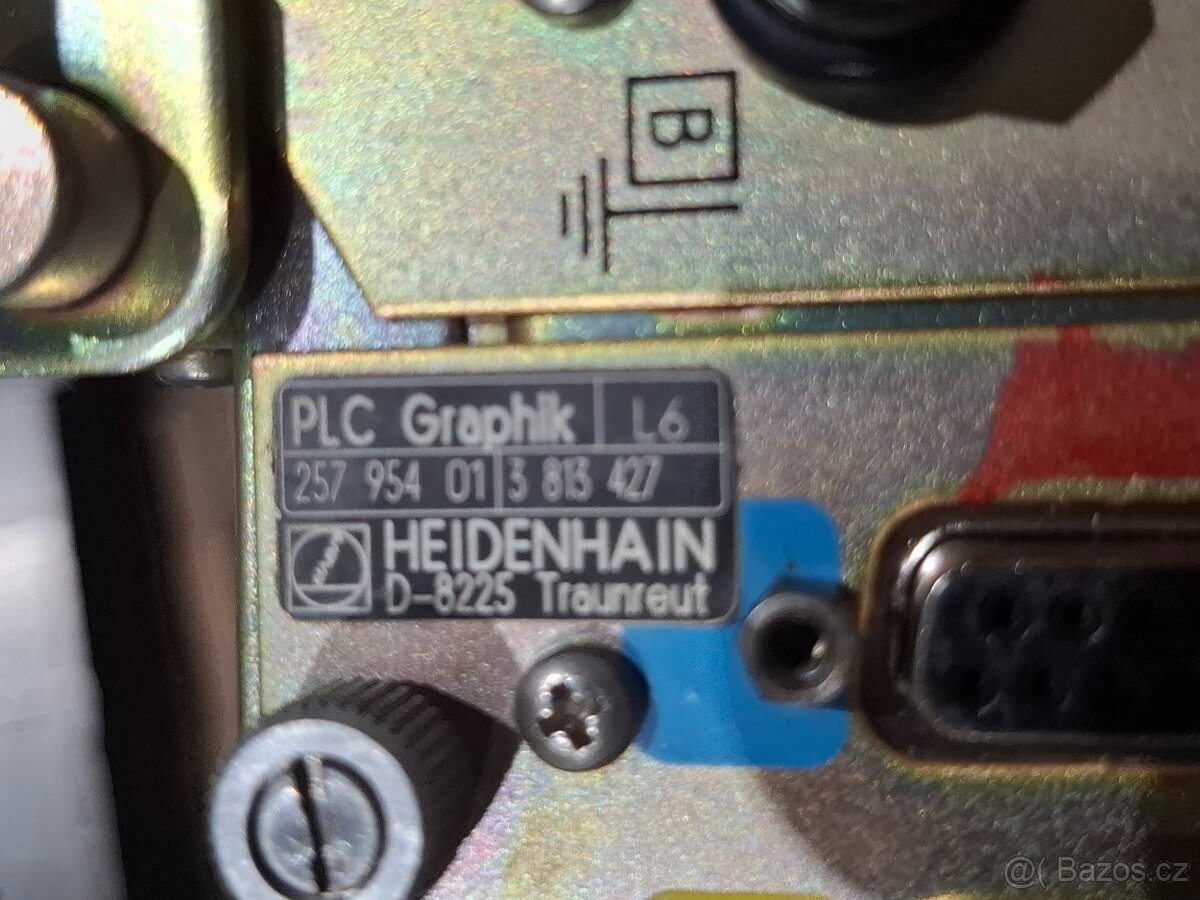 B
PLC Graphik L6
257 954 01 3 813 427
HEIDENHAIN
D-8225 Traunreut
@( Bazos.cz